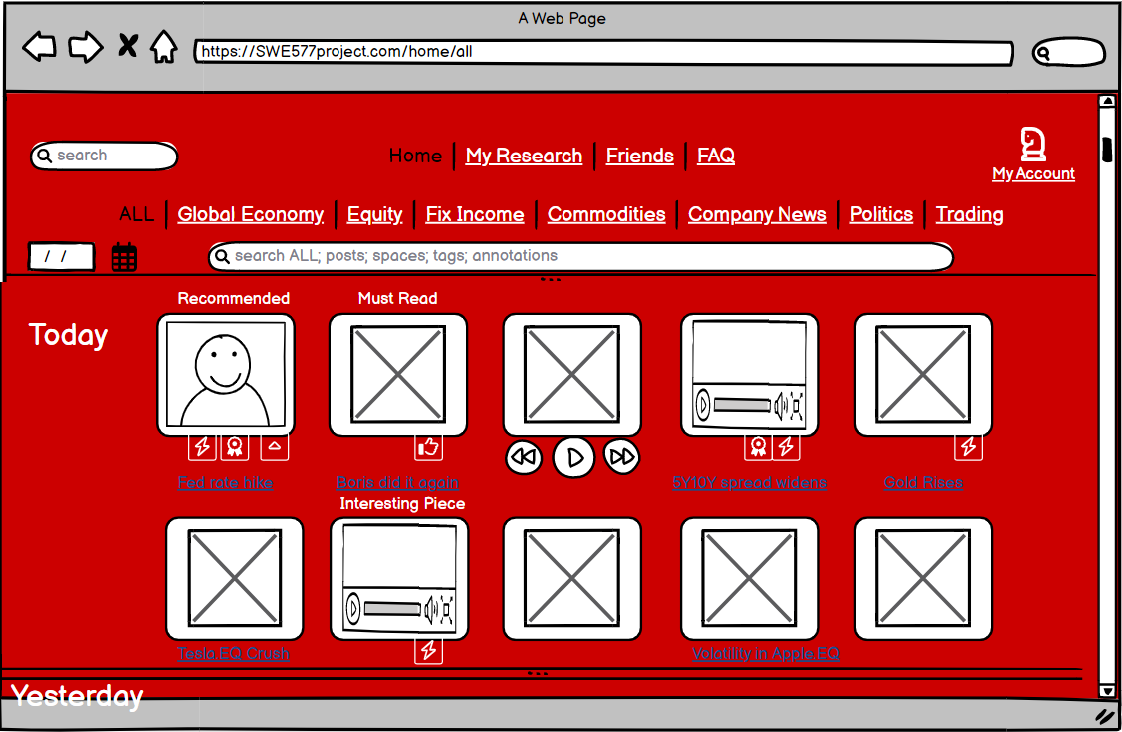 A Web Page
https://SWE577project.com/home/all
search
Home My Research Friends FAQ
My Account
ALL Global Economy Equity Fix Income Commodities Company News Politics Trading
/ / search ALL; posts; spaces; tags; annotations
Recommended Must Read
Today
Fed rate hike Boris did it again 5Y10Y spread widens Gold Rises
Interesting Piece
Tesla.EQ Crush Volatility in Apple.EQ
Yesterday